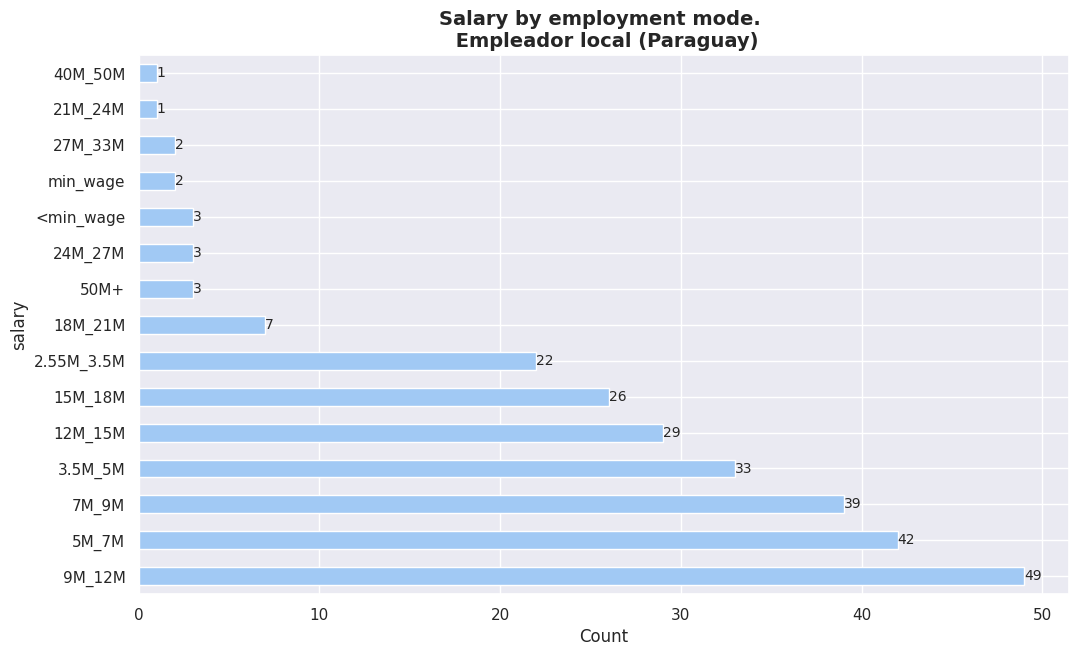 Salary by employment mode.
Empleador local (Paraguay)
40M_50M 1
21M_24M 1
27M_33M 2
min_wage 2
<min_wage 3
24M_27M 3
50M+ 3
18M_21M 7
2.55M_3.5M 22
15M_18M 26
12M_15M 29
3.5M_5M 33
7M_9M 39
5M_7M 42
9M_12M 49
salary
0 10 20 30 40 50
Count